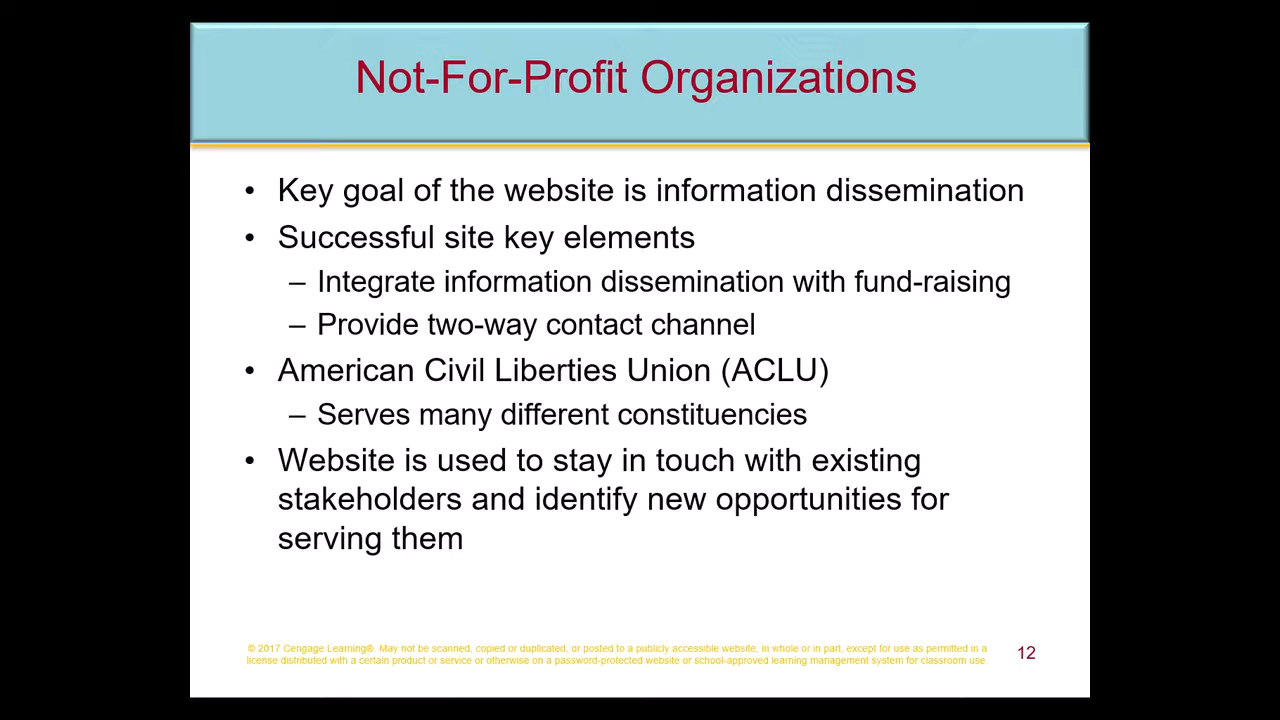 Not-For-Profit Organizations
• Key goal of the website is information dissemination
• Successful site key elements
– Integrate information dissemination with fund-raising
– Provide two-way contact channel
• American Civil Liberties Union (ACLU)
– Serves many different constituencies
• Website is used to stay in touch with existing
stakeholders and identify new opportunities for
serving them
© 2017 Cengage Learning®. May not be scanned, copied or duplicated, or posted to a publicly accessible website, in whole or in part, except for use as permitted in a
license distributed with a certain product or service or otherwise on a password-protected website or school-approved learning management system for classroom use.
12